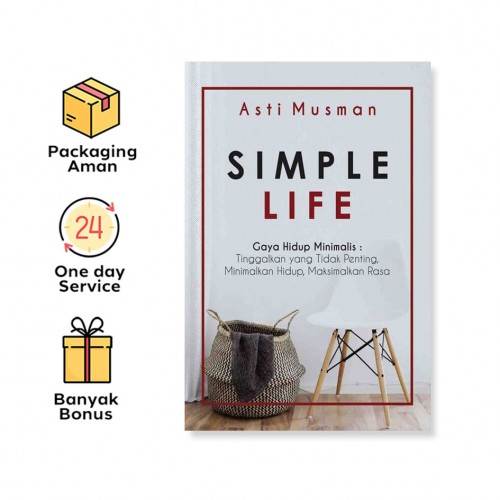 Packaging
Aman
24
One day
Service
Banyak
Bonus
Asti Musman
SIMPLE
LIFE
Gaya Hidup Minimalis :
Tinggalkan yang Tidak Penting,
Minimalkan Hidup, Maksimalkan Rasa